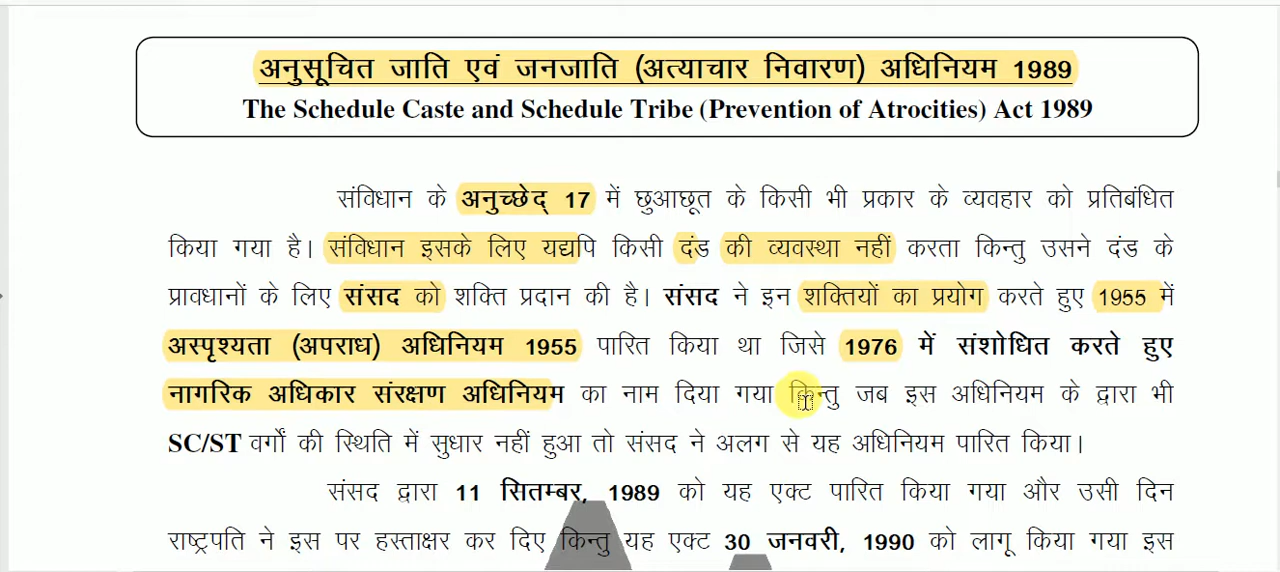 अनुसूचित जाति एवं जनजाति (अत्याचार निवारण) अधिनियम 1989
The Schedule Caste and Schedule Tribe (Prevention of Atrocities) Act 1989
संविधान के अनुच्छेद् 17 में छुआछूत के किसी भी प्रकार के व्यवहार को प्रतिबंधित
किया गया है। संविधान इसके लिए यद्यपि किसी दंड की व्यवस्था नहीं करता किन्तु उसने दंड के
प्रावधानों के लिए संसद को शक्ति प्रदान की है। संसद ने इन शक्तियों का प्रयोग करते हुए 1955 में
अस्पृश्यता (अपराध) अधिनियम 1955 पारित किया था जिसे 1976 में संशोधित करते हुए
नागरिक अधिकार संरक्षण अधिनियम का नाम दिया गया किन्तु जब इस अधिनियम के द्वारा भी
SC/ST वर्गों की स्थिति में सुधार नहीं हुआ तो संसद ने अलग से यह अधिनियम पारित किया।
संसद द्वारा 11 सितम्बर, 1989 को यह एक्ट पारित किया गया और उसी दिन
राष्ट्रपति ने इस पर हस्ताक्षर कर दिए किन्तु यह एक्ट 30 जनवरी, 1990 को लागू किया गया इस